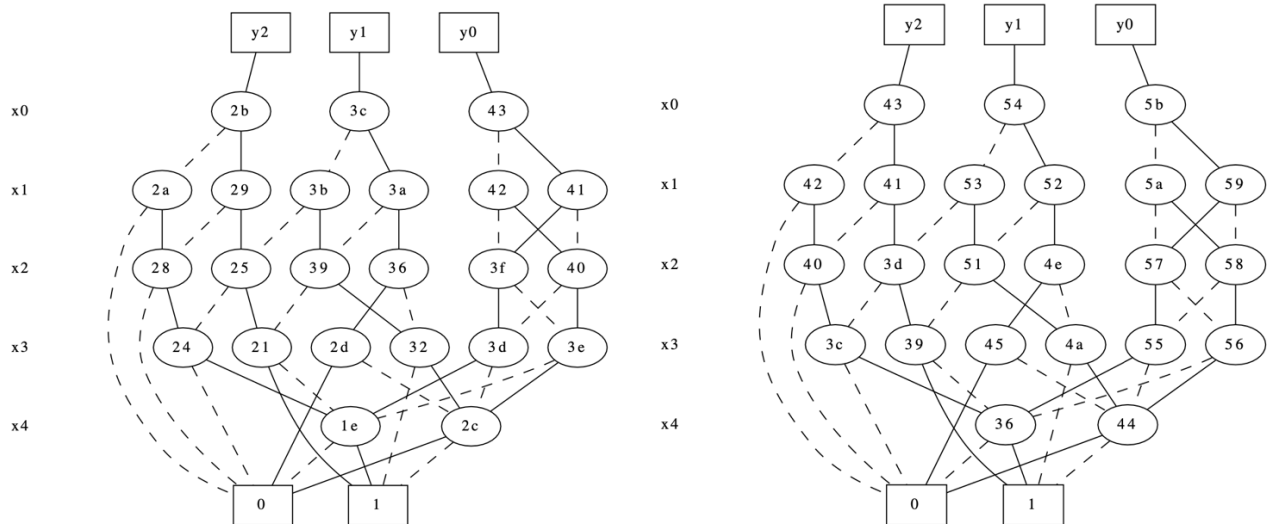 y2 y1 y0
x0 2b 3c 43
x1 2a 29 3b 3a 42 41
x2 28 25 39 36 3f 40
x3 24 21 2d 32 3d 3e
x4 1e 2c
0 1
y2 y1 y0
x0 43 54 5b
x1 42 41 53 52 5a 59
x2 40 3d 51 4e 57 58
x3 3c 39 45 4a 55 56
x4 36 44
0 1